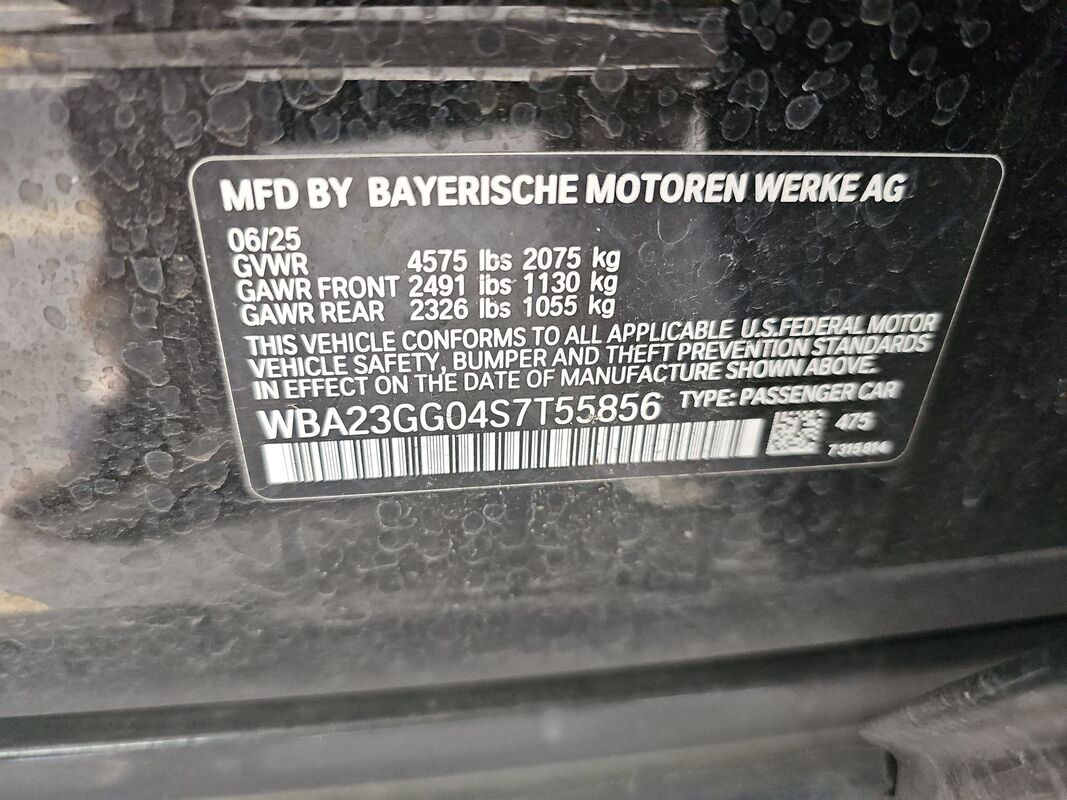 MFD BY BAYERISCHE MOTOREN WERKE AG
06/25
GVWR 4575 lbs 2075 kg
GAWR FRONT 2491 lbs 1130 kg
GAWR REAR 2326 lbs 1055 kg
THIS VEHICLE CONFORMS TO ALL APPLICABLE U.S.FEDERAL MOTOR
VEHICLE SAFETY, BUMPER AND THEFT PREVENTION STANDARDS
IN EFFECT ON THE DATE OF MANUFACTURE SHOWN ABOVE.
WBA23GG04S7T55856 TYPE: PASSENGER CAR
475